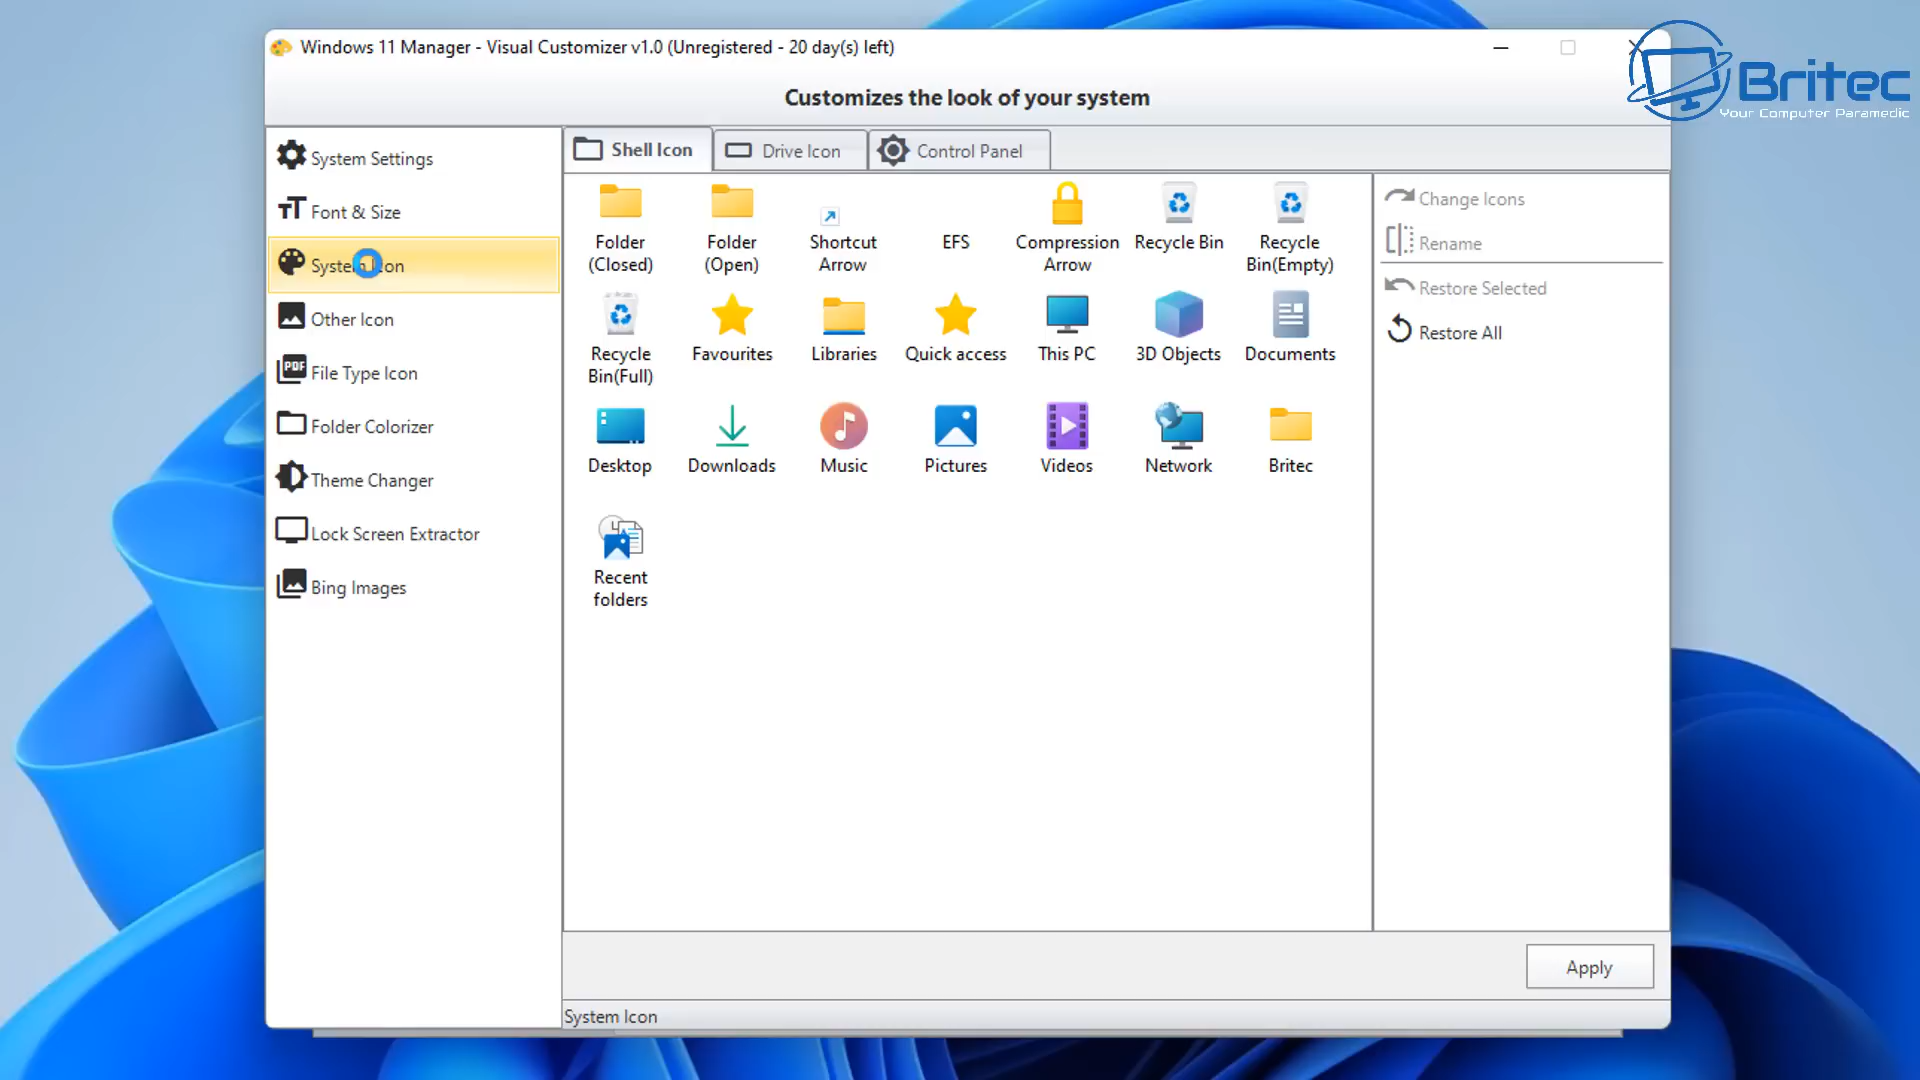 Windows 11 Manager - Visual Customizer v1.0 (Unregistered - 20 day(s) left)
Britec
Your Computer Paramedic
Customizes the look of your system
System Settings
Font & Size
System Icon
Other Icon
PDF
File Type Icon
Folder Colorizer
Theme Changer
Lock Screen Extractor
Bing Images
Shell Icon
Drive Icon
Control Panel
Folder
(Closed)
Folder
(Open)
Shortcut
Arrow
EFS
Compression
Arrow
Recycle Bin
Recycle
Bin(Empty)
Recycle
Bin(Full)
Favourites
Libraries
Quick access
This PC
3D Objects
Documents
Desktop
Downloads
Music
Pictures
Videos
Network
Britec
Recent
folders
Change Icons
Rename
Restore Selected
Restore All
Apply
System Icon